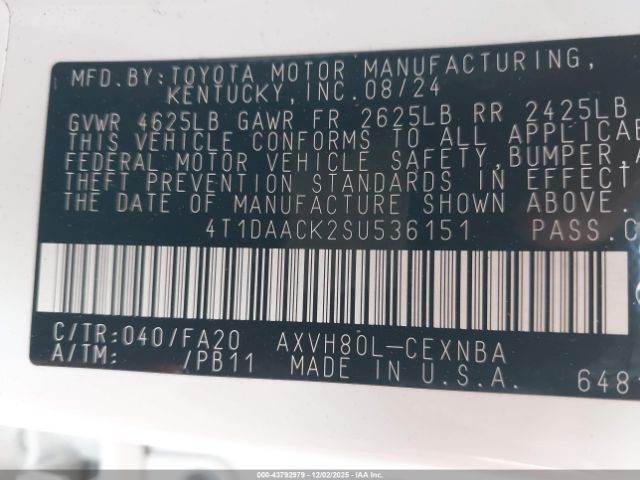 MFD. BY: TOYOTA MOTOR MANUFACTURING,
KENTUCKY, INC. 08/24
GVWR 4625LB GAWR FR 2625LB RR 2425LB
THIS VEHICLE CONFORMS TO ALL APPLICAB
FEDERAL MOTOR VEHICLE SAFETY, BUMPER, A
THEFT PREVENTION STANDARDS IN EFFECT
THE DATE OF MANUFACTURE SHOWN ABOVE.
4T1DAACK2SU536151 PASS.C
C/TR: 040/FA20 AXVH80L-CEXNBA
A/TM: /PB11 MADE IN U.S.A. 648
000-43792979 - 12/02/2025 - IAAI.CA